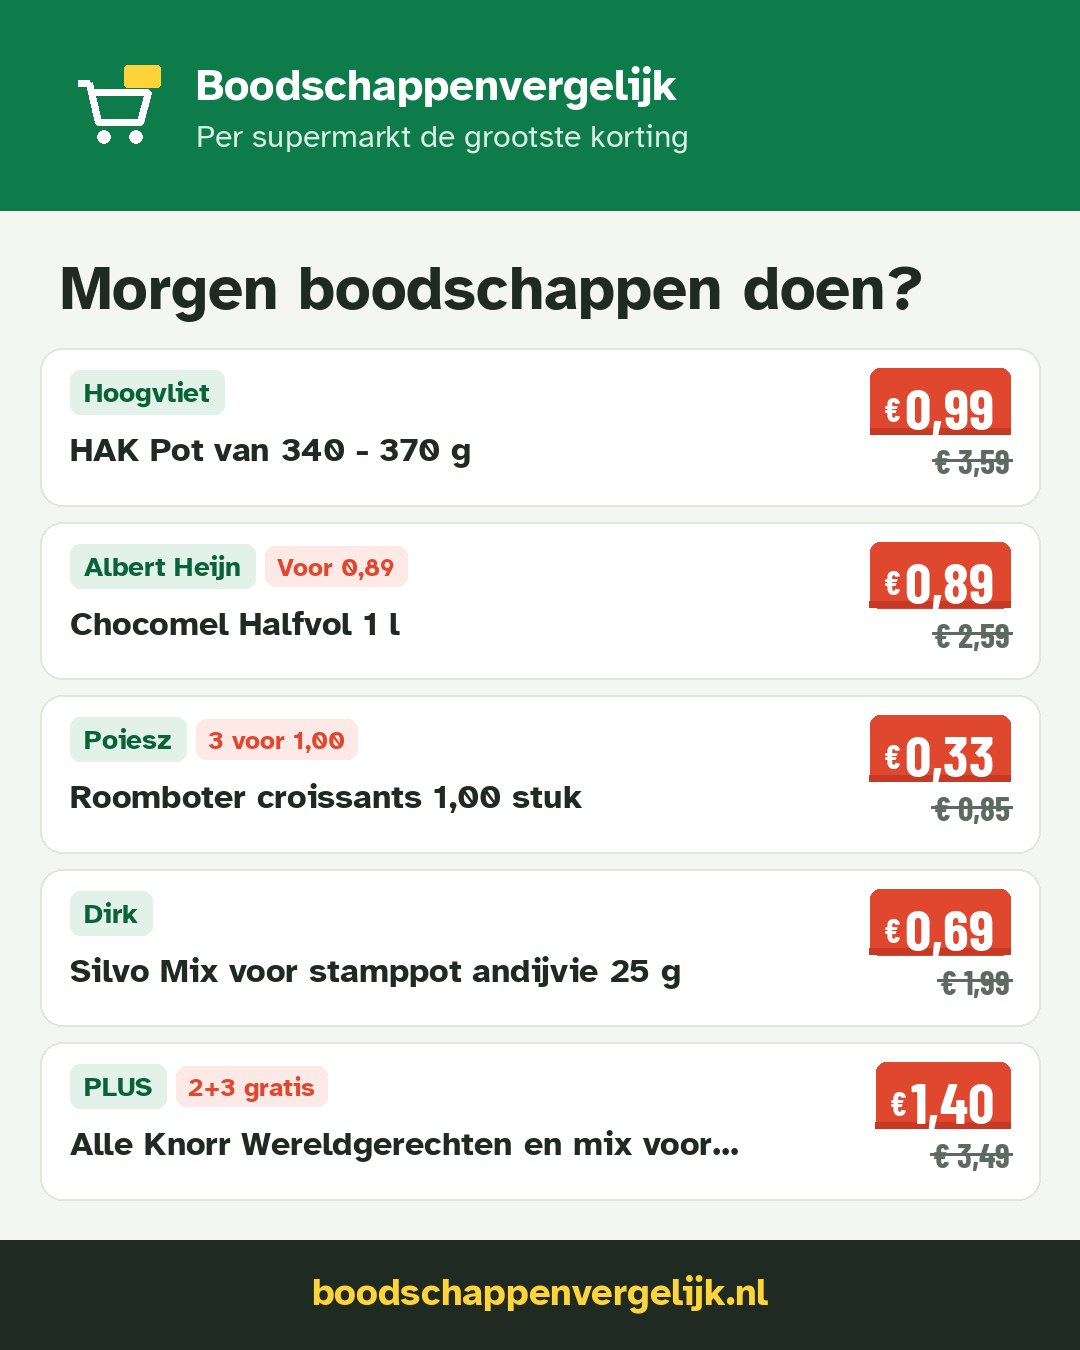 Boodschappenvergelijk
Per supermarkt de grootste korting
Morgen boodschappen doen?
Hoogvliet
HAK Pot van 340 - 370 g
€ 0,99
€ 3,59
Albert Heijn
Voor 0,89
Chocomel Halfvol 1 l
€ 0,89
€ 2,59
Poiesz
3 voor 1,00
Roomboter croissants 1,00 stuk
€ 0,33
€ 0,85
Dirk
Silvo Mix voor stamppot andijvie 25 g
€ 0,69
€ 1,99
PLUS
2+3 gratis
Alle Knorr Wereldgerechten en mix voor...
€ 1,40
€ 3,49
boodschappenvergelijk.nl